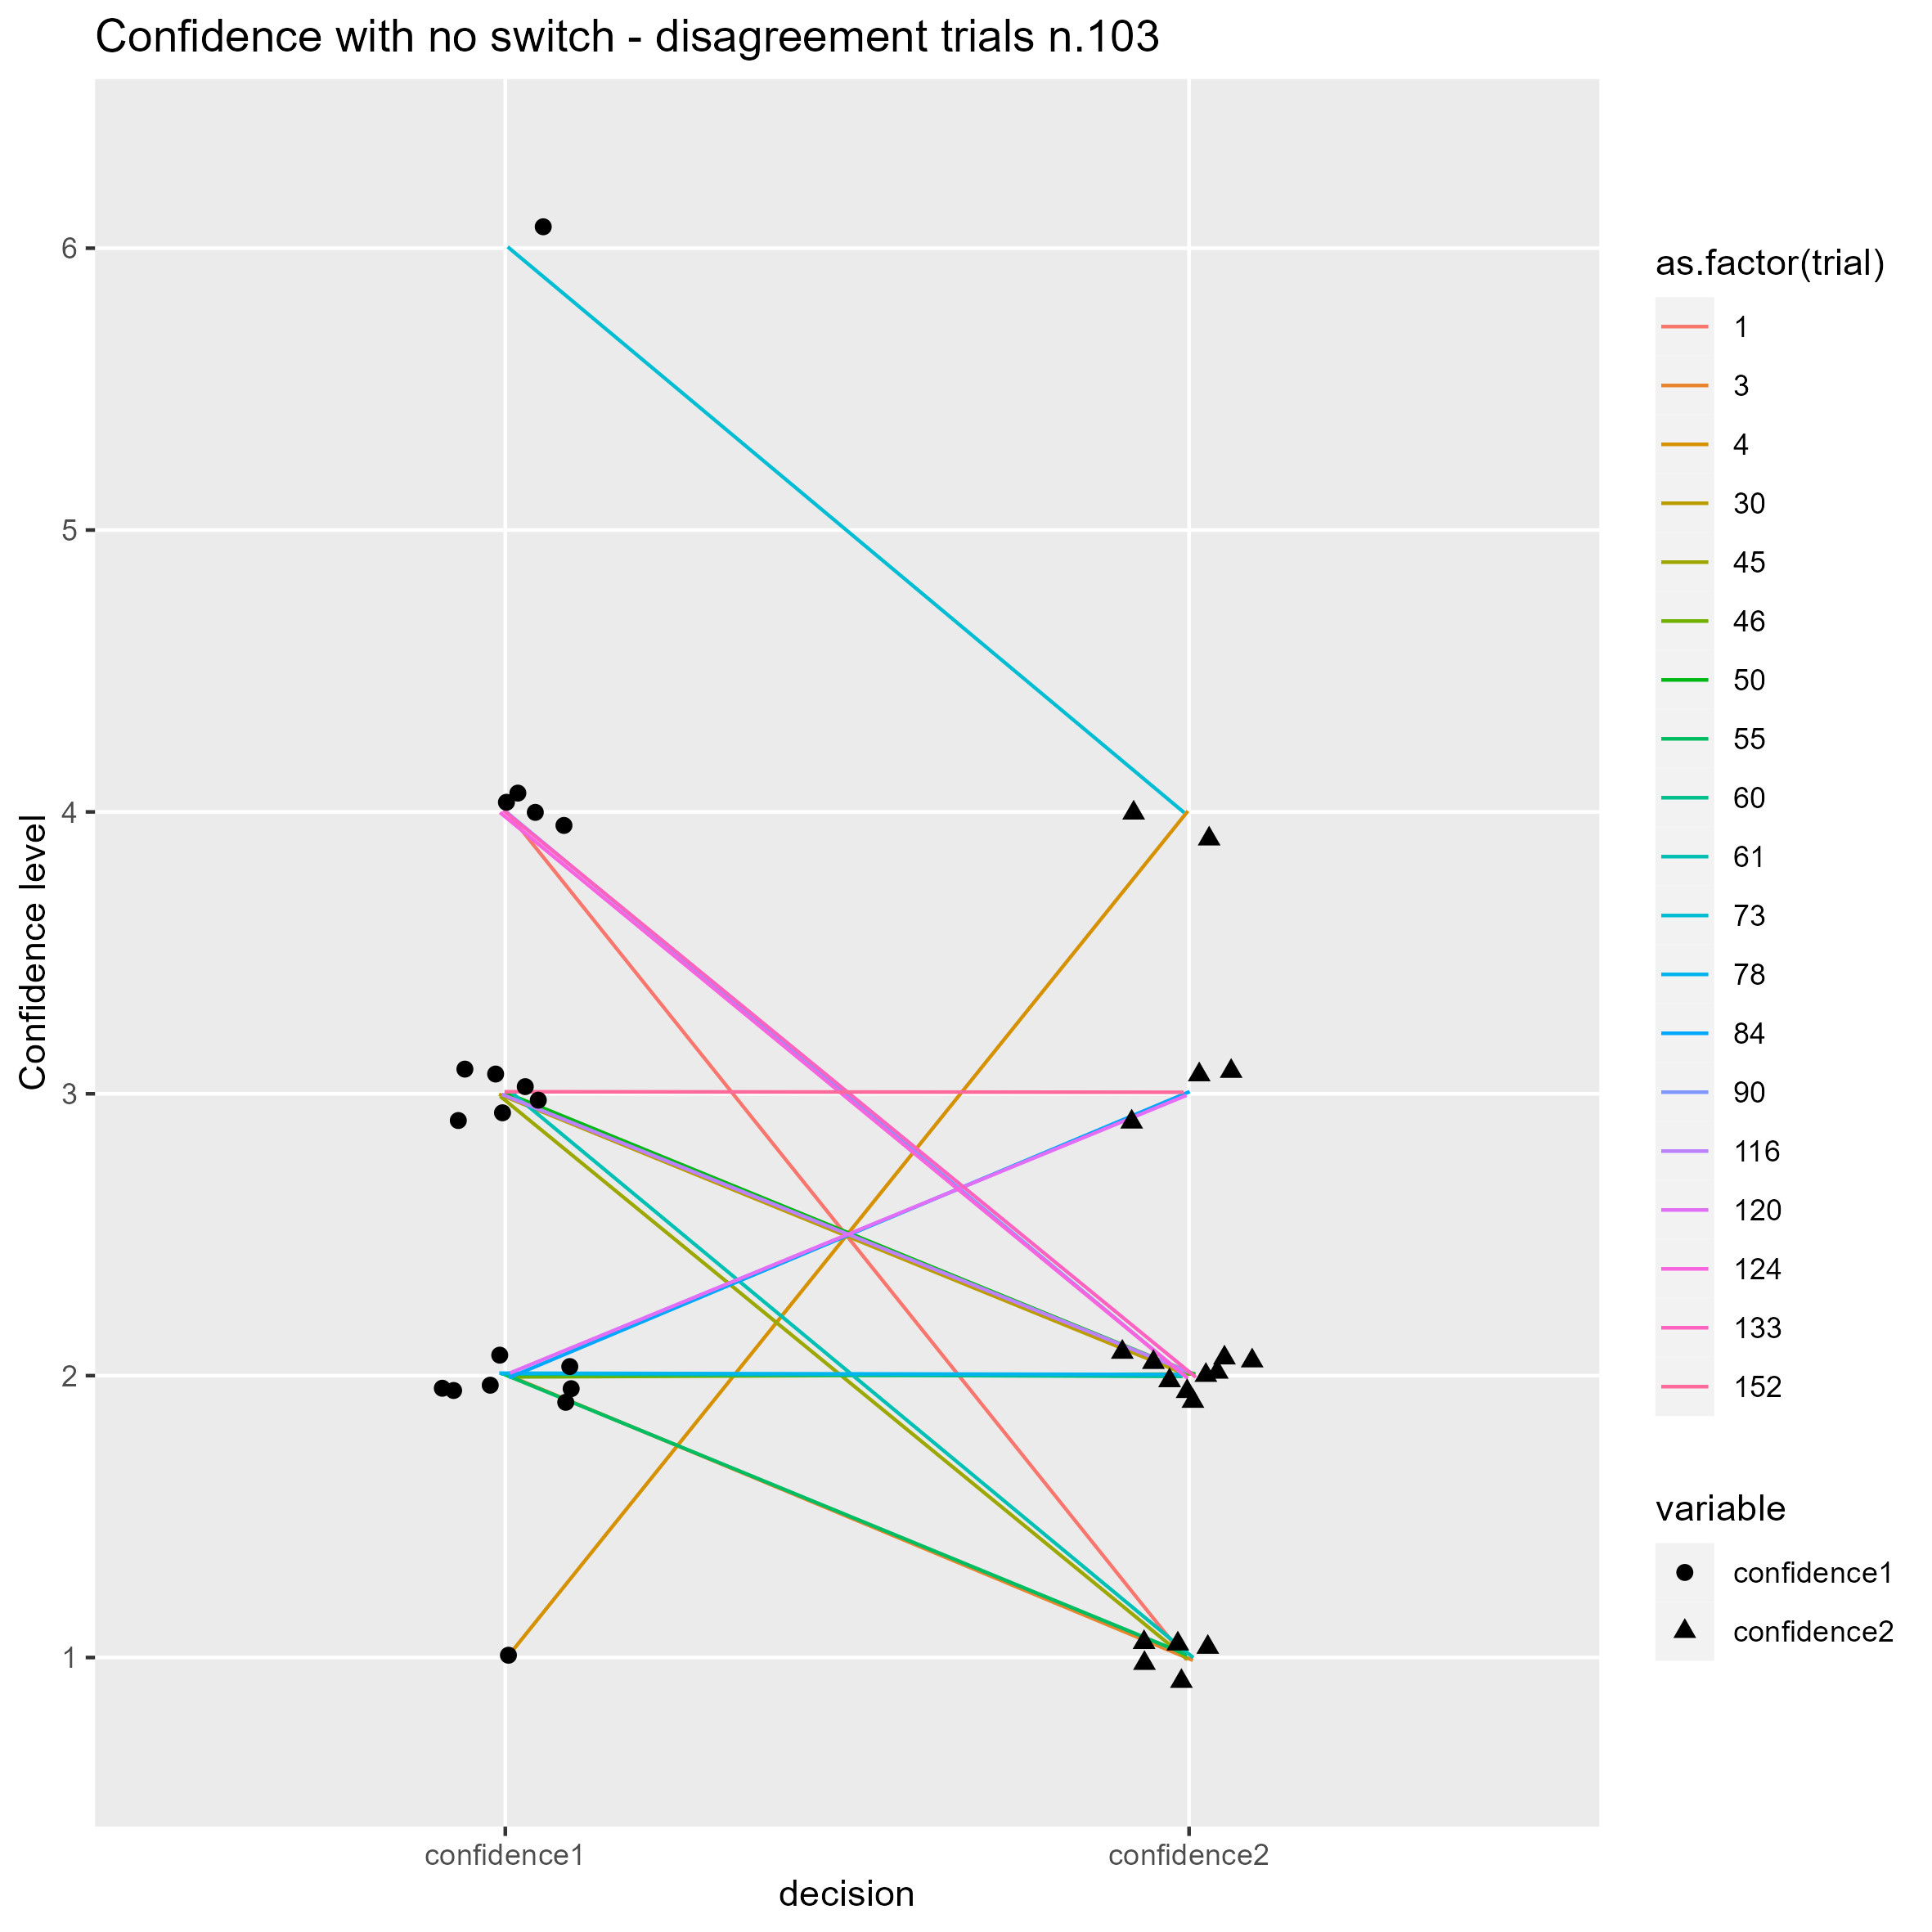 Confidence with no switch - disagreement trials n.103
Confidence level
6
5
4
3
2
1
confidence1
confidence2
decision
as.factor(trial)
1
3
4
30
45
46
50
55
60
61
73
78
84
90
116
120
124
133
152
variable
confidence1
confidence2